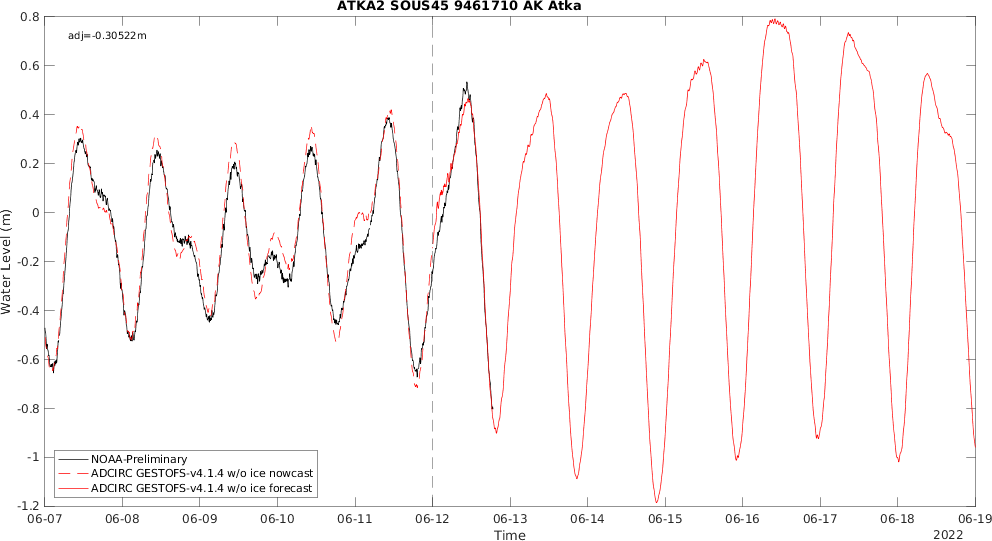 ATKA2 SOUS45 9461710 AK Atka
adj=-0.30522m
0.8
0.6
0.4
0.2
0
-0.2
-0.4
-0.6
-0.8
-1
-1.2
Water Level (m)
NOAA-Preliminary
ADCIRC GESTOFS-v4.1.4 w/o ice nowcast
ADCIRC GESTOFS-v4.1.4 w/o ice forecast
06-07 06-08 06-09 06-10 06-11 06-12 06-13 06-14 06-15 06-16 06-17 06-18 06-19
Time
2022